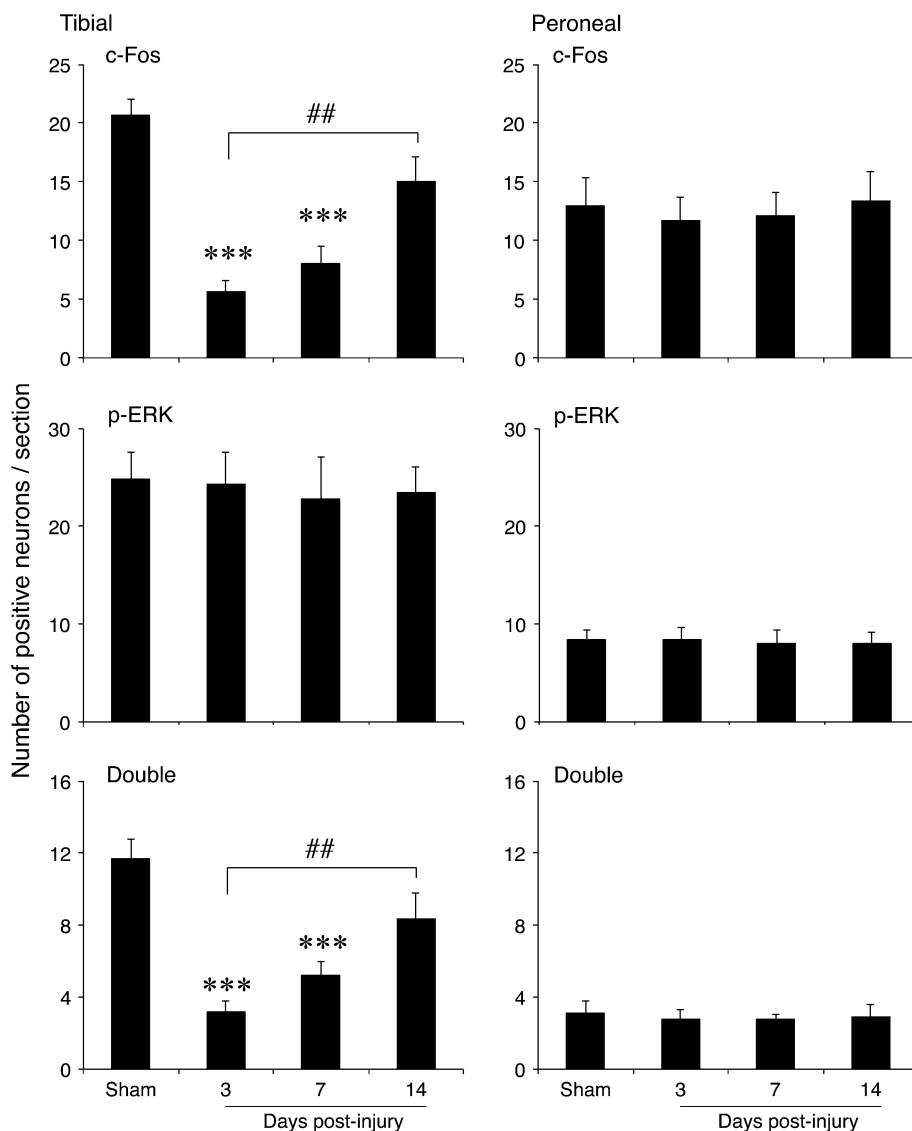 Tibial
Peroneal
c-Fos
c-Fos
25
20
15
10
5
0
##
***
***
25
20
15
10
5
0
Number of positive neurons / section
p-ERK
p-ERK
30
20
10
0
30
20
10
0
Double
Double
16
12
8
4
0
##
***
***
16
12
8
4
0
Sham 3 7 14
Days post-injury
Sham 3 7 14
Days post-injury